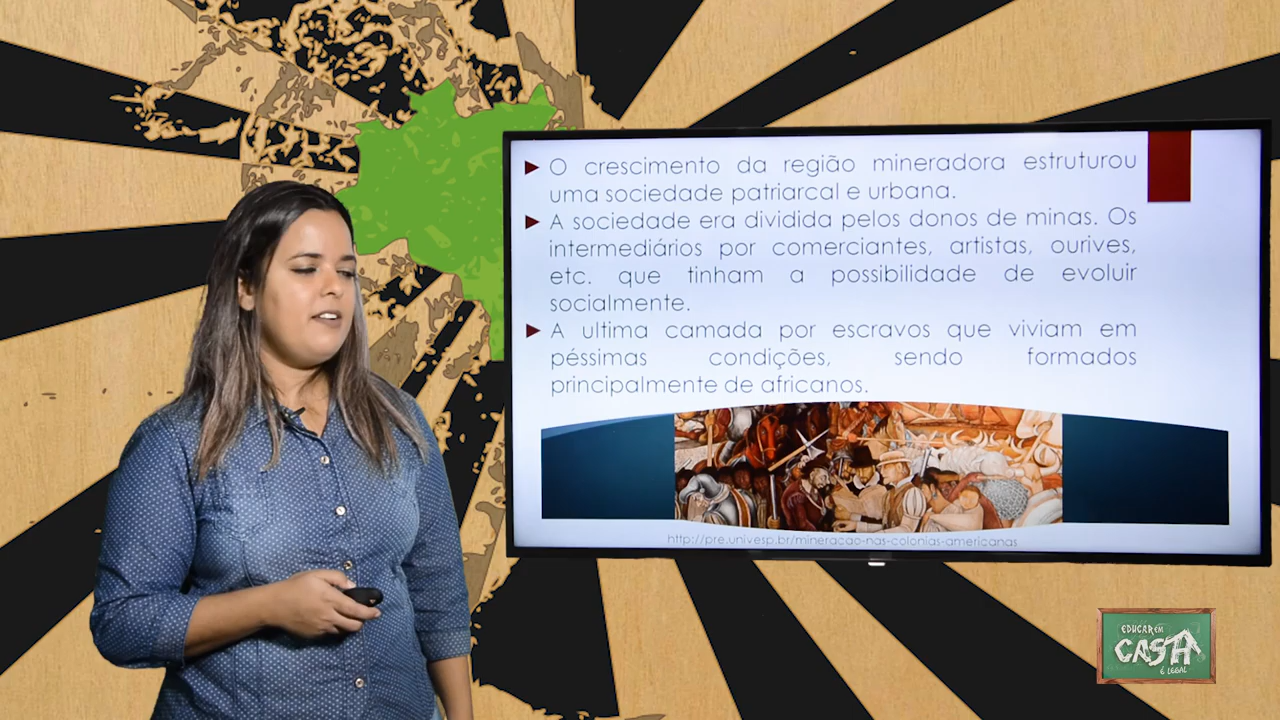 O crescimento da região mineradora estruturou
uma sociedade patriarcal e urbana.
A sociedade era dividida pelos donos de minas. Os
intermediários por comerciantes, artistas, ourives,
etc. que tinham a possibilidade de evoluir
socialmente.
A ultima camada por escravos que viviam em
péssimas condições, sendo formados
principalmente de africanos.
http://pre.univesp.br/mineracao-nas-colonias-americanas
EDUCAR EM
CASA
É LEGAL